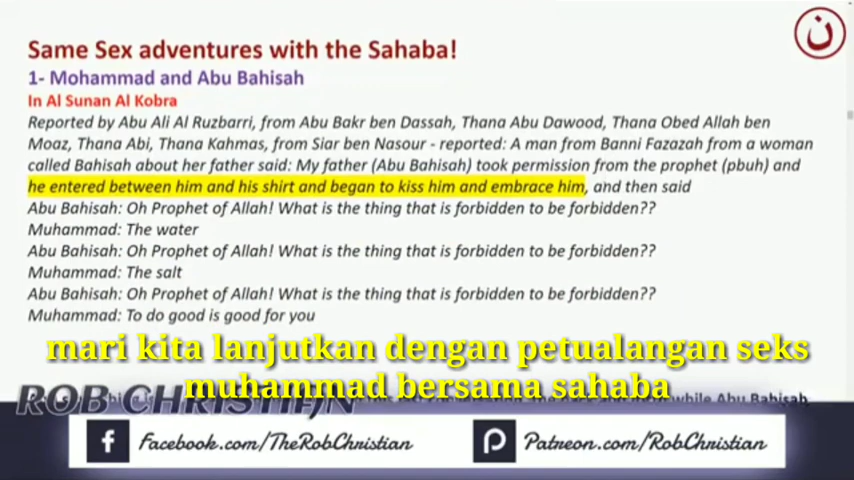 Same Sex adventures with the Sahaba!
1- Mohammad and Abu Bahisah
In Al Sunan Al Kobra
Reported by Abu Ali Al Ruzbarri, from Abu Bakr ben Dassah, Thana Abu Dawood, Thana Obed Allah ben
Moaz, Thana Abi, Thana Kahmas, from Siar ben Nasour - reported: A man from Banni Fazazah from a woman
called Bahisah about her father said: My father (Abu Bahisah) took permission from the prophet (pbuh) and
he entered between him and his shirt and began to kiss him and embrace him, and then said
Abu Bahisah: Oh Prophet of Allah! What is the thing that is forbidden to be forbidden??
Muhammad: The water
Abu Bahisah: Oh Prophet of Allah! What is the thing that is forbidden to be forbidden??
Muhammad: The salt
Abu Bahisah: Oh Prophet of Allah! What is the thing that is forbidden to be forbidden??
Muhammad: To do good is good for you
mari kita lanjutkan dengan petualangan seks
muhammad bersama sahaba
while Abu Bahisah
ROB CHRISTIAN
Facebook.com/TheRobChristian
Patreon.com/RobChristian
ن